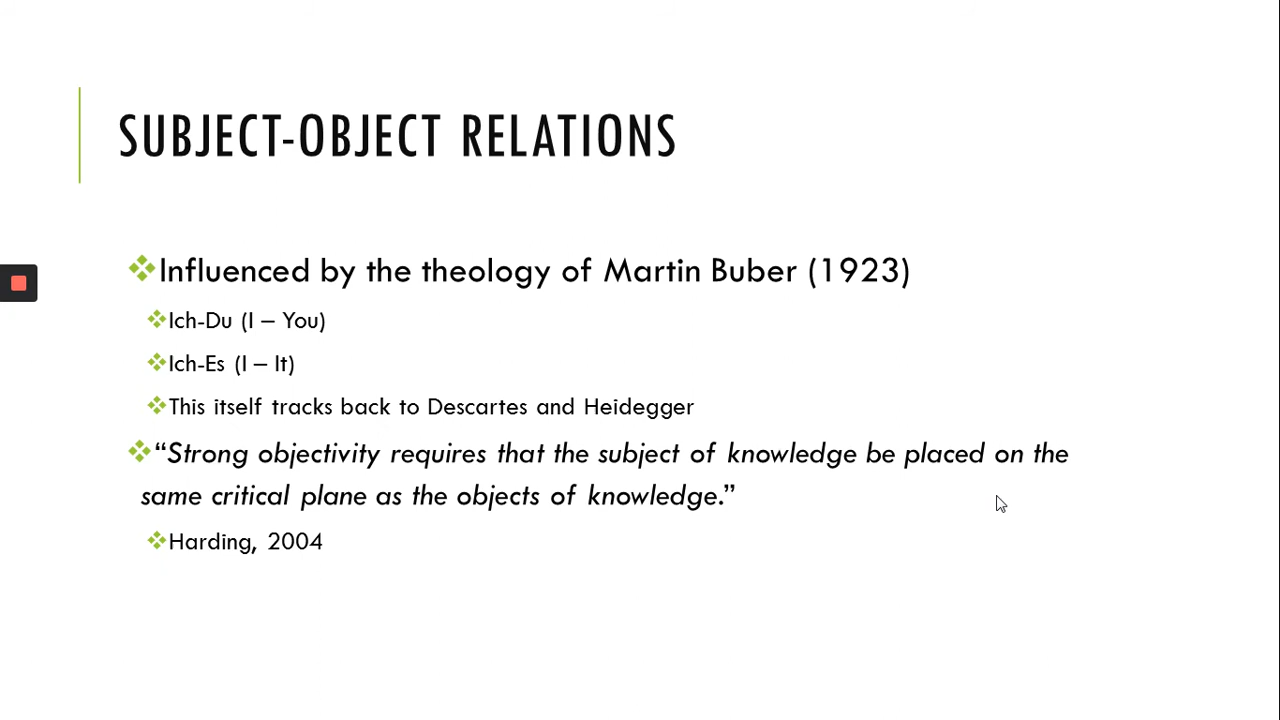 SUBJECT-OBJECT RELATIONS
Influenced by the theology of Martin Buber (1923)
Ich-Du (I – You)
Ich-Es (I – It)
This itself tracks back to Descartes and Heidegger
“Strong objectivity requires that the subject of knowledge be placed on the
same critical plane as the objects of knowledge.”
Harding, 2004